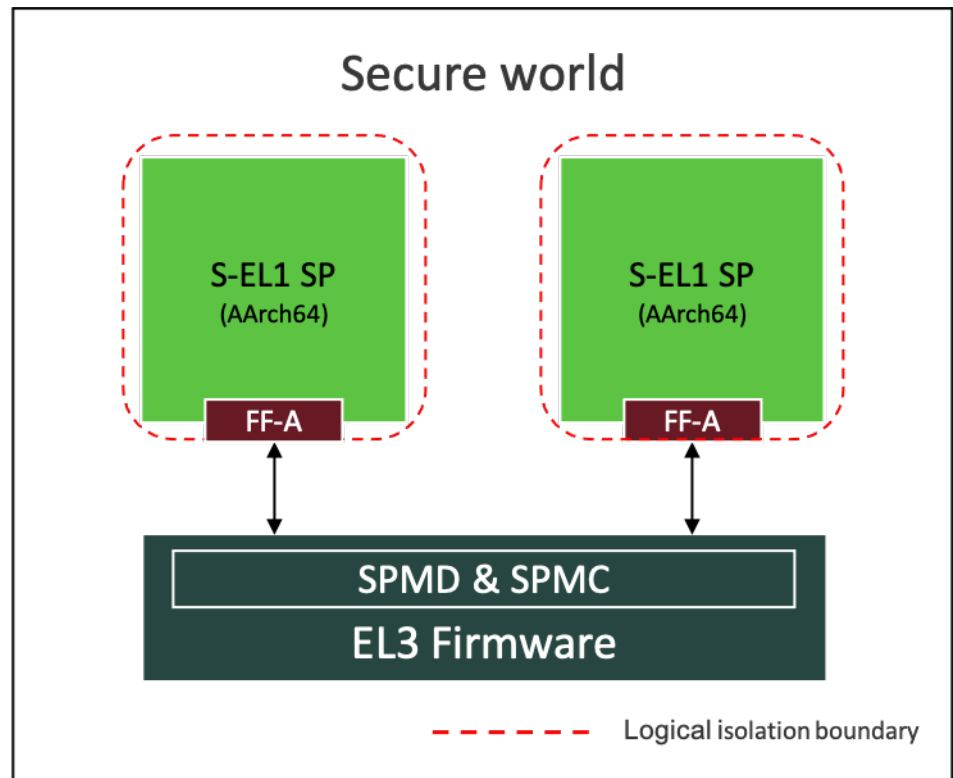 Secure world
S-EL1 SP
(AArch64)
S-EL1 SP
(AArch64)
FF-A
FF-A
SPMD & SPMC
EL3 Firmware
Logical isolation boundary